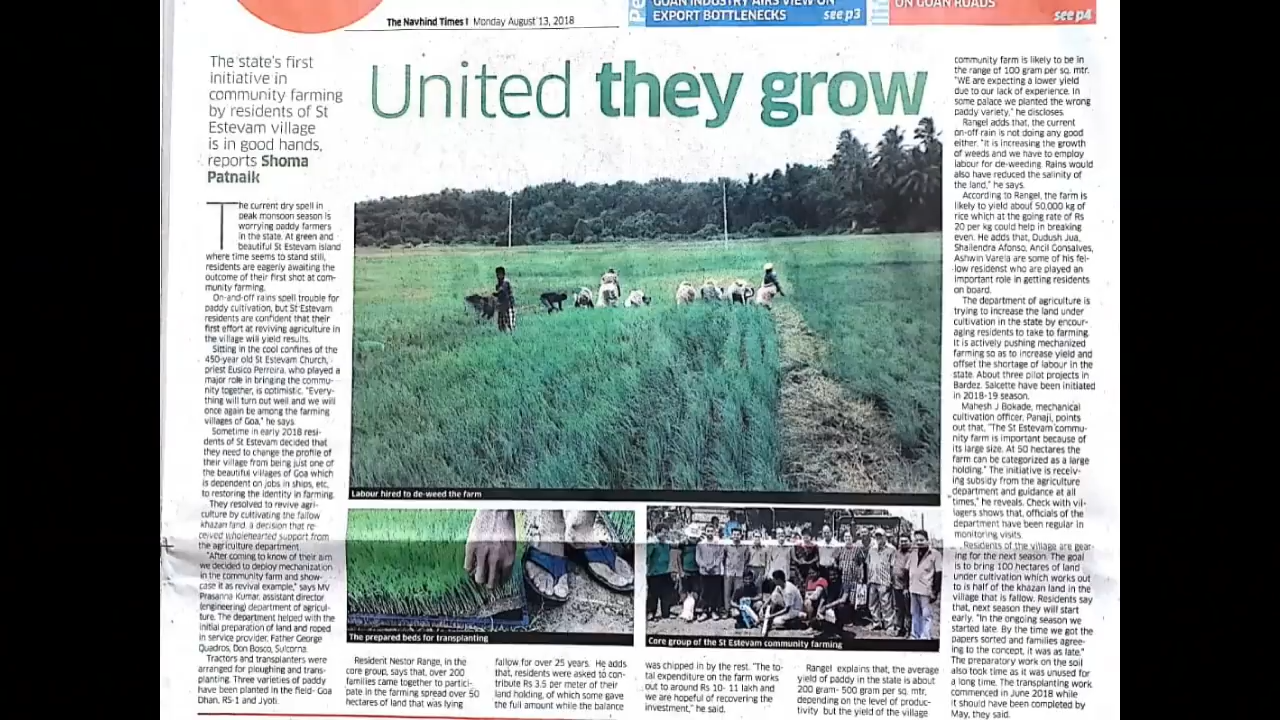 The Navhind Times | Monday August 13, 2018
GOAN INDUSTRY AIRS VIEW ON
EXPORT BOTTLENECKS see p3
ON GOAN ROADS
see p4
United they grow
The state's first
initiative in
community farming
by residents of St
Estevam village
is in good hands,
reports Shoma
Patnaik
The current dry spell in
peak monsoon season is
worrying paddy farmers
in the state. At green and
beautiful St Estevam island
where time seems to stand still,
residents are eagerly awaiting the
outcome of their first shot at com-
munity farming.
On-and-off rains spell trouble for
paddy cultivation, but St Estevam
residents are confident that their
first effort at reviving agriculture in
the village will yield results.
Sitting in the cool confines of the
450-year old St Estevam Church,
priest Eusico Perreira, who played a
major role in bringing the commu-
nity together, is optimistic. "Every-
thing will turn out well and we will
once again be among the farming
villages of Goa," he says.
Sometime in early 2018 resi-
dents of St Estevam decided that
they need to change the profile of
their village from being just one of
the beautiful villages of Goa which
is dependent on jobs in ships, etc,
to restoring the identity in farming.
They resolved to revive agri-
culture by cultivating the fallow
khazan land, a decision that re-
ceived wholehearted support from
the agriculture department.
"After coming to know of their aim
we decided to deploy mechanization
in the community farm and show-
case it as revival example," says MV
Prasanna Kumar, assistant director
(engineering) department of agricul-
ture. The department helped with the
initial preparation of land and roped
in service provider, Father George
Quadros, Don Bosco, Sulcorna.
Tractors and transplanters were
arranged for ploughing and trans-
planting. Three varieties of paddy
have been planted in the field- Goa
Dhan, RS-1 and Jyoti.
Labour hired to de-weed the farm
The prepared beds for transplanting
Core group of the St Estevam community farming
Resident Nestor Range, in the
core group, says that, over 200
families came together to partici-
pate in the farming spread over 50
hectares of land that was lying
fallow for over 25 years. He adds
that, residents were asked to con-
tribute Rs 3.5 per meter of their
land holding, of which some gave
the full amount while the balance
was chipped in by the rest. "The to-
tal expenditure on the farm works
out to around Rs 10- 11 lakh and
we are hopeful of recovering the
investment," he said.
Rangel explains that, the average
yield of paddy in the state is about
200 gram- 500 gram per sq. mtr,
depending on the level of produc-
tivity but the yield of the village
community farm is likely to be in
the range of 100 gram per sq. mtr.
"WE are expecting a lower yield
due to our lack of experience. In
some palace we planted the wrong
paddy variety," he discloses.
Rangel adds that, the current
on-off rain is not doing any good
either. "It is increasing the growth
of weeds and we have to employ
labour for de-weeding. Rains would
also have reduced the salinity of
the land," he says.
According to Rangel, the farm is
likely to yield about 50,000 kg of
rice which at the going rate of Rs
20 per kg could help in breaking
even. He adds that, Dudush Jua,
Shailendra Afonso, Ancil Gonsalves,
Ashwin Varela are some of his fel-
low residenst who are played an
important role in getting residents
on board.
The department of agriculture is
trying to increase the land under
cultivation in the state by encour-
aging residents to take to farming.
It is actively pushing mechanized
farming so as to increase yield and
offset the shortage of labour in the
state. About three pilot projects in
Bardez, Salcette have been initiated
in 2018-19 season.
Mahesh J Bokade, mechanical
cultivation officer, Panaji, points
out that, "The St Estevam commu-
nity farm is important because of
its large size. At 50 hectares the
farm can be categorized as a large
holding." The initiative is receiv-
ing subsidy from the agriculture
department and guidance at all
times," he reveals. Check with vil-
lagers shows that, officials of the
department have been regular in
monitoring visits.
Residents of the village are gear-
ing for the next season. The goal
is to bring 100 hectares of land
under cultivation which works out
to is half of the khazan land in the
village that is fallow. Residents say
that, next season they will start
early. "In the ongoing season we
started late. By the time we got the
papers sorted and families agree-
ing to the concept, it was as late."
The preparatory work on the soil
also took time as it was unused for
a long time. The transplanting work
commenced in June 2018 while
it should have been completed by
May, they said.